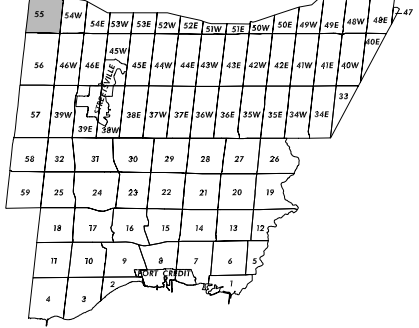 55 54W 54E 53W 53E 52W 52E 51W 51E 50W 50E 49W 49E 48W 48E 47
45W 40E
56 46W 46E 45E 44W 44E 43W 43E 42W 42E 41W 41E 40W
STREETSVILLE
33
57 39W 38E 37W 37E 36W 36E 35W 35E 34W 34E
39E 38W
58 32 31 30 29 28 27 26
59 25 24 23 22 21 20 19
18 17 16 15 14 13 12
11 10 9 8 7 6 5
PORT CREDIT
4 3 2 1